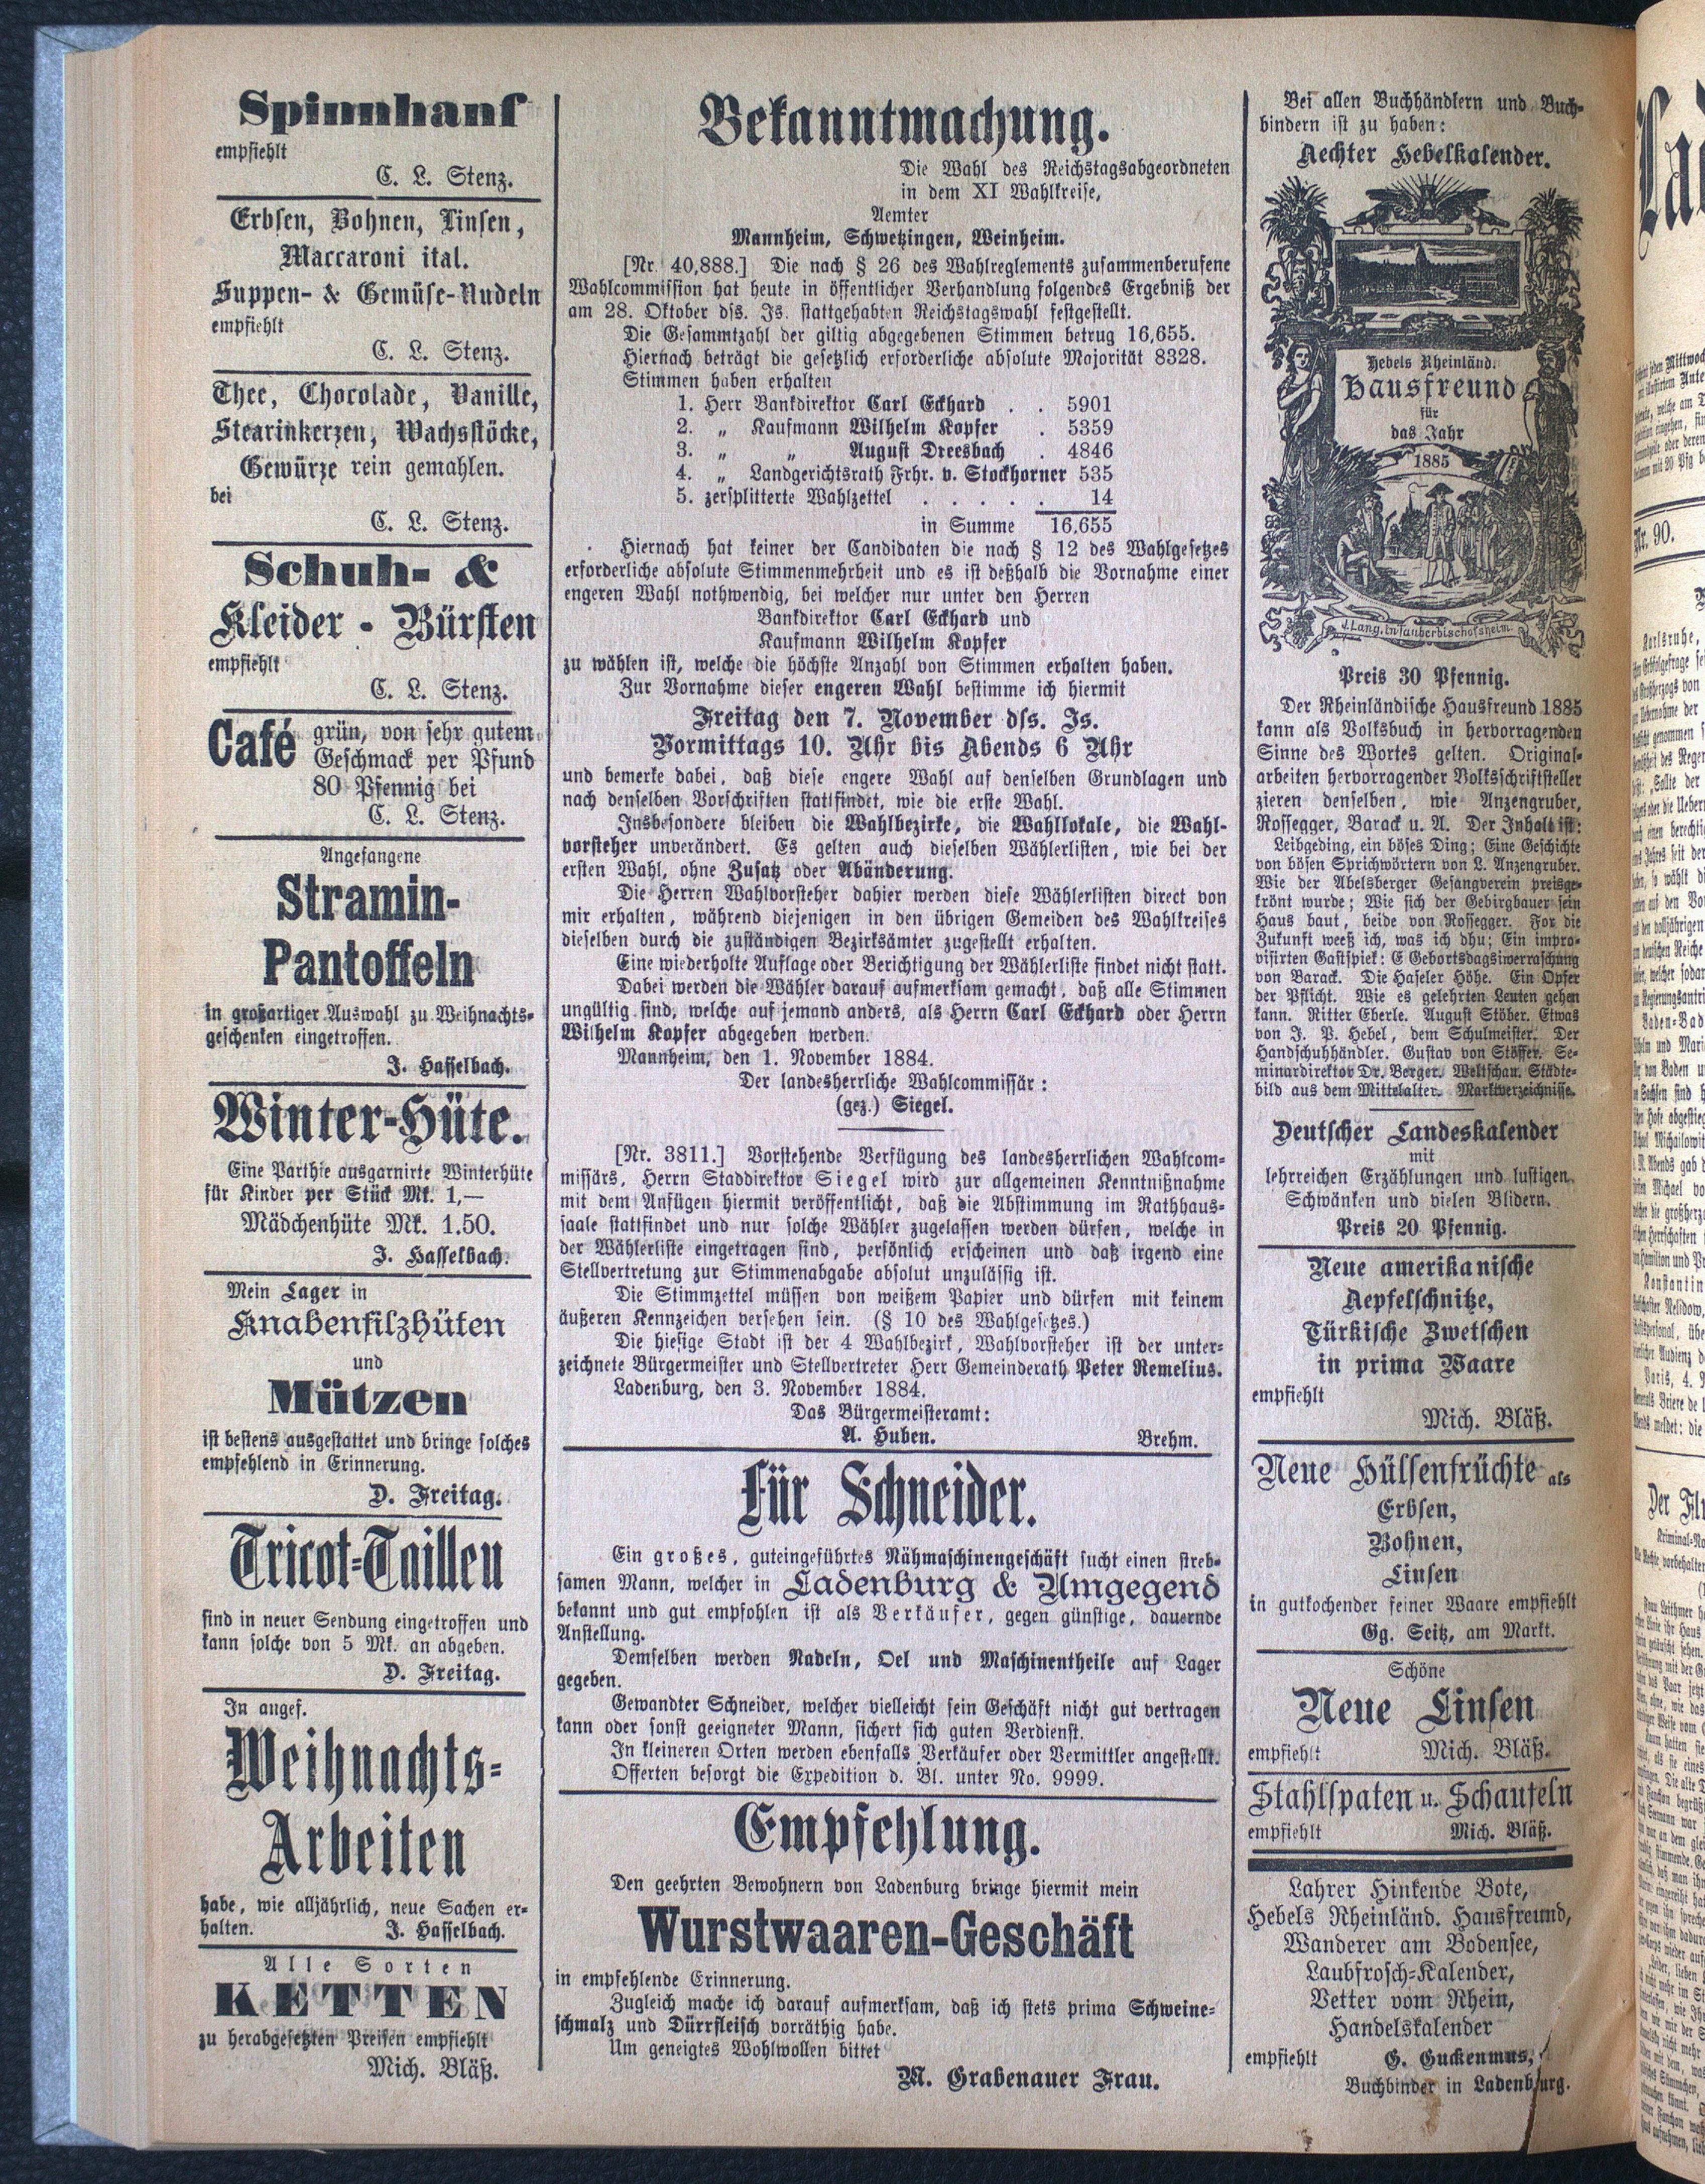 Spinnhanf
empfiehlt
C. L. Stenz.
Erbsen, Bohnen, Linsen,
Maccaroni ital.
Suppen- & Gemüse-Nudeln
empfiehlt
C. L. Stenz.
Thee, Chocolade, Vanille,
Stearinkerzen, Wachsstöcke,
Gewürze rein gemahlen.
bei
C. L. Stenz.
Schuh- &
Kleider - Bürsten
empfiehlt
C. L. Stenz.
Café grün, von sehr gutem
Geschmack per Pfund
80 Pfennig bei
C. L. Stenz.
Angefangene
Stramin-
Pantoffeln
in großartiger Auswahl zu Weihnachts-
geschenken eingetroffen.
J. Hasselbach.
Winter-Hüte.
Eine Parthie ausgarnirte Winterhüte
für Kinder per Stück Mk. 1,—
Mädchenhüte Mk. 1.50.
J. Hasselbach.
Mein Lager in
Knabenfilzhüten
und
Mützen
ist bestens ausgestattet und bringe solches
empfehlend in Erinnerung.
D. Freitag.
Tricot-Taillen
sind in neuer Sendung eingetroffen und
kann solche von 5 Mk. an abgeben.
D. Freitag.
In angef.
Weihnachts-
Arbeiten
habe, wie alljährlich, neue Sachen er-
halten. J. Hasselbach.
Alle Sorten
KETTEN
zu herabgesetzten Preisen empfiehlt
Mich. Bläß.
Bekanntmachung.
Die Wahl des Reichstagsabgeordneten
in dem XI Wahlkreise,
Aemter
Mannheim, Schwetzingen, Weinheim.
[Nr. 40,888.] Die nach § 26 des Wahlreglements zusammenberufene
Wahlcommission hat heute in öffentlicher Verhandlung folgendes Ergebniß der
am 28. Oktober dss. Js. stattgehabten Reichstagswahl festgestellt.
Die Gesammtzahl der giltig abgegebenen Stimmen betrug 16,655.
Hiernach beträgt die gesetzlich erforderliche absolute Majorität 8328.
Stimmen haben erhalten
1. Herr Bankdirektor Carl Eckhard . . 5901
2. „ Kaufmann Wilhelm Kopfer . 5359
3. „ „ August Dreesbach . 4846
4. „ Landgerichtsrath Frhr. v. Stockhorner 535
5. zersplitterte Wahlzettel . . . . . 14
in Summe 16,655
Hiernach hat keiner der Candidaten die nach § 12 des Wahlgesetzes
erforderliche absolute Stimmenmehrheit und es ist deßhalb die Vornahme einer
engeren Wahl nothwendig, bei welcher nur unter den Herren
Bankdirektor Carl Eckhard und
Kaufmann Wilhelm Kopfer
zu wählen ist, welche die höchste Anzahl von Stimmen erhalten haben.
Zur Vornahme dieser engeren Wahl bestimme ich hiermit
Freitag den 7. November dss. Js.
Vormittags 10. Uhr bis Abends 6 Uhr
und bemerke dabei, daß diese engere Wahl auf denselben Grundlagen und
nach denselben Vorschriften stattfindet, wie die erste Wahl.
Insbesondere bleiben die Wahlbezirke, die Wahllokale, die Wahl-
vorsteher unverändert. Es gelten auch dieselben Wählerlisten, wie bei der
ersten Wahl, ohne Zusatz oder Abänderung.
Die Herren Wahlvorsteher dahier werden diese Wählerlisten direct von
mir erhalten, während diejenigen in den übrigen Gemeiden des Wahlkreises
dieselben durch die zuständigen Bezirksämter zugestellt erhalten.
Eine wiederholte Auflage oder Berichtigung der Wählerliste findet nicht statt.
Dabei werden die Wähler darauf aufmerksam gemacht, daß alle Stimmen
ungültig sind, welche auf jemand anders, als Herrn Carl Eckhard oder Herrn
Wilhelm Kopfer abgegeben werden.
Mannheim, den 1. November 1884.
Der landesherrliche Wahlcommissär:
(gez.) Siegel.
[Nr. 3811.] Vorstehende Verfügung des landesherrlichen Wahlcom-
missärs, Herrn Staddirektor Siegel wird zur allgemeinen Kenntnißnahme
mit dem Anfügen hiermit veröffentlicht, daß die Abstimmung im Rathhaus-
saale stattfindet und nur solche Wähler zugelassen werden dürfen, welche in
der Wählerliste eingetragen sind, persönlich erscheinen und daß irgend eine
Stellvertretung zur Stimmenabgabe absolut unzulässig ist.
Die Stimmzettel müssen von weißem Papier und dürfen mit keinem
äußeren Kennzeichen versehen sein. (§ 10 des Wahlgesetzes.)
Die hiesige Stadt ist der 4 Wahlbezirk, Wahlvorsteher ist der unter-
zeichnete Bürgermeister und Stellvertreter Herr Gemeinderath Peter Remelius.
Ladenburg, den 3. November 1884.
Das Bürgermeisteramt:
A. Huben. Brehm.
Für Schneider.
Ein großes, guteingeführtes Nähmaschinengeschäft sucht einen streb-
samen Mann, welcher in Ladenburg & Umgegend
bekannt und gut empfohlen ist als Verkäufer, gegen günstige, dauernde
Anstellung.
Demselben werden Nadeln, Oel und Maschinentheile auf Lager
gegeben.
Gewandter Schneider, welcher vielleicht sein Geschäft nicht gut vertragen
kann oder sonst geeigneter Mann, sichert sich guten Verdienst.
In kleineren Orten werden ebenfalls Verkäufer oder Vermittler angestellt.
Offerten besorgt die Expedition d. Bl. unter No. 9999.
Empfehlung.
Den geehrten Bewohnern von Ladenburg bringe hiermit mein
Wurstwaaren-Geschäft
in empfehlende Erinnerung.
Zugleich mache ich darauf aufmerksam, daß ich stets prima Schweine-
schmalz und Dürrfleisch vorräthig habe.
Um geneigtes Wohlwollen bittet
M. Grabenauer Frau.
Bei allen Buchhändlern und Buch-
bindern ist zu haben:
Aechter Hebelkalender.
Hebels Rheinländ.
Hausfreund
für
das Jahr
1885
J. Lang. in Tauberbischofsheim.
Preis 30 Pfennig.
Der Rheinländische Hausfreund 1885
kann als Volksbuch in hervorragenden
Sinne des Wortes gelten. Original-
arbeiten hervorragender Volksschriftsteller
zieren denselben, wie Anzengruber,
Rossegger, Barack u. A. Der Inhalt ist:
Leibgeding, ein böses Ding; Eine Geschichte
von bösen Sprichwörtern von L. Anzengruber.
Wie der Abelsberger Gesangverein preisge-
krönt wurde; Wie sich der Gebirgbauer sein
Haus baut, beide von Rossegger. For die
Zukunft weeß ich, was ich dhu; Ein impro-
visirten Gastspiel: E Gebortsdagsiwerraschung
von Barack. Die Haseler Höhe. Ein Opfer
der Pflicht. Wie es gelehrten Leuten gehen
kann. Ritter Eberle. August Stöber. Etwas
von J. P. Hebel, dem Schulmeister. Der
Handschuhhändler. Gustav von Stöffer. Se-
minardirektor Dr. Berger. Weltschau. Städte-
bild aus dem Mittelalter. Marktverzeichnisse.
Deutscher Landeskalender
mit
lehrreichen Erzählungen und lustigen
Schwänken und vielen Blidern.
Preis 20 Pfennig.
Neue amerikanische
Aepfelschnitze,
Türkische Zwetschen
in prima Waare
empfiehlt
Mich. Bläß.
Neue Hülsenfrüchte als
Erbsen,
Bohnen,
Linsen
in gutkochender feiner Waare empfiehlt
Gg. Seitz, am Markt.
Schöne
Neue Linsen
empfiehlt Mich. Bläß.
Stahlspaten u. Schaufeln
empfiehlt Mich. Bläß.
Lahrer Hinkende Bote,
Hebels Rheinländ. Hausfreund,
Wanderer am Bodensee,
Laubfrosch-Kalender,
Vetter vom Rhein,
Handelskalender
empfiehlt G. Guckenmus,
Buchbinder in Ladenburg.
Nr. 90.